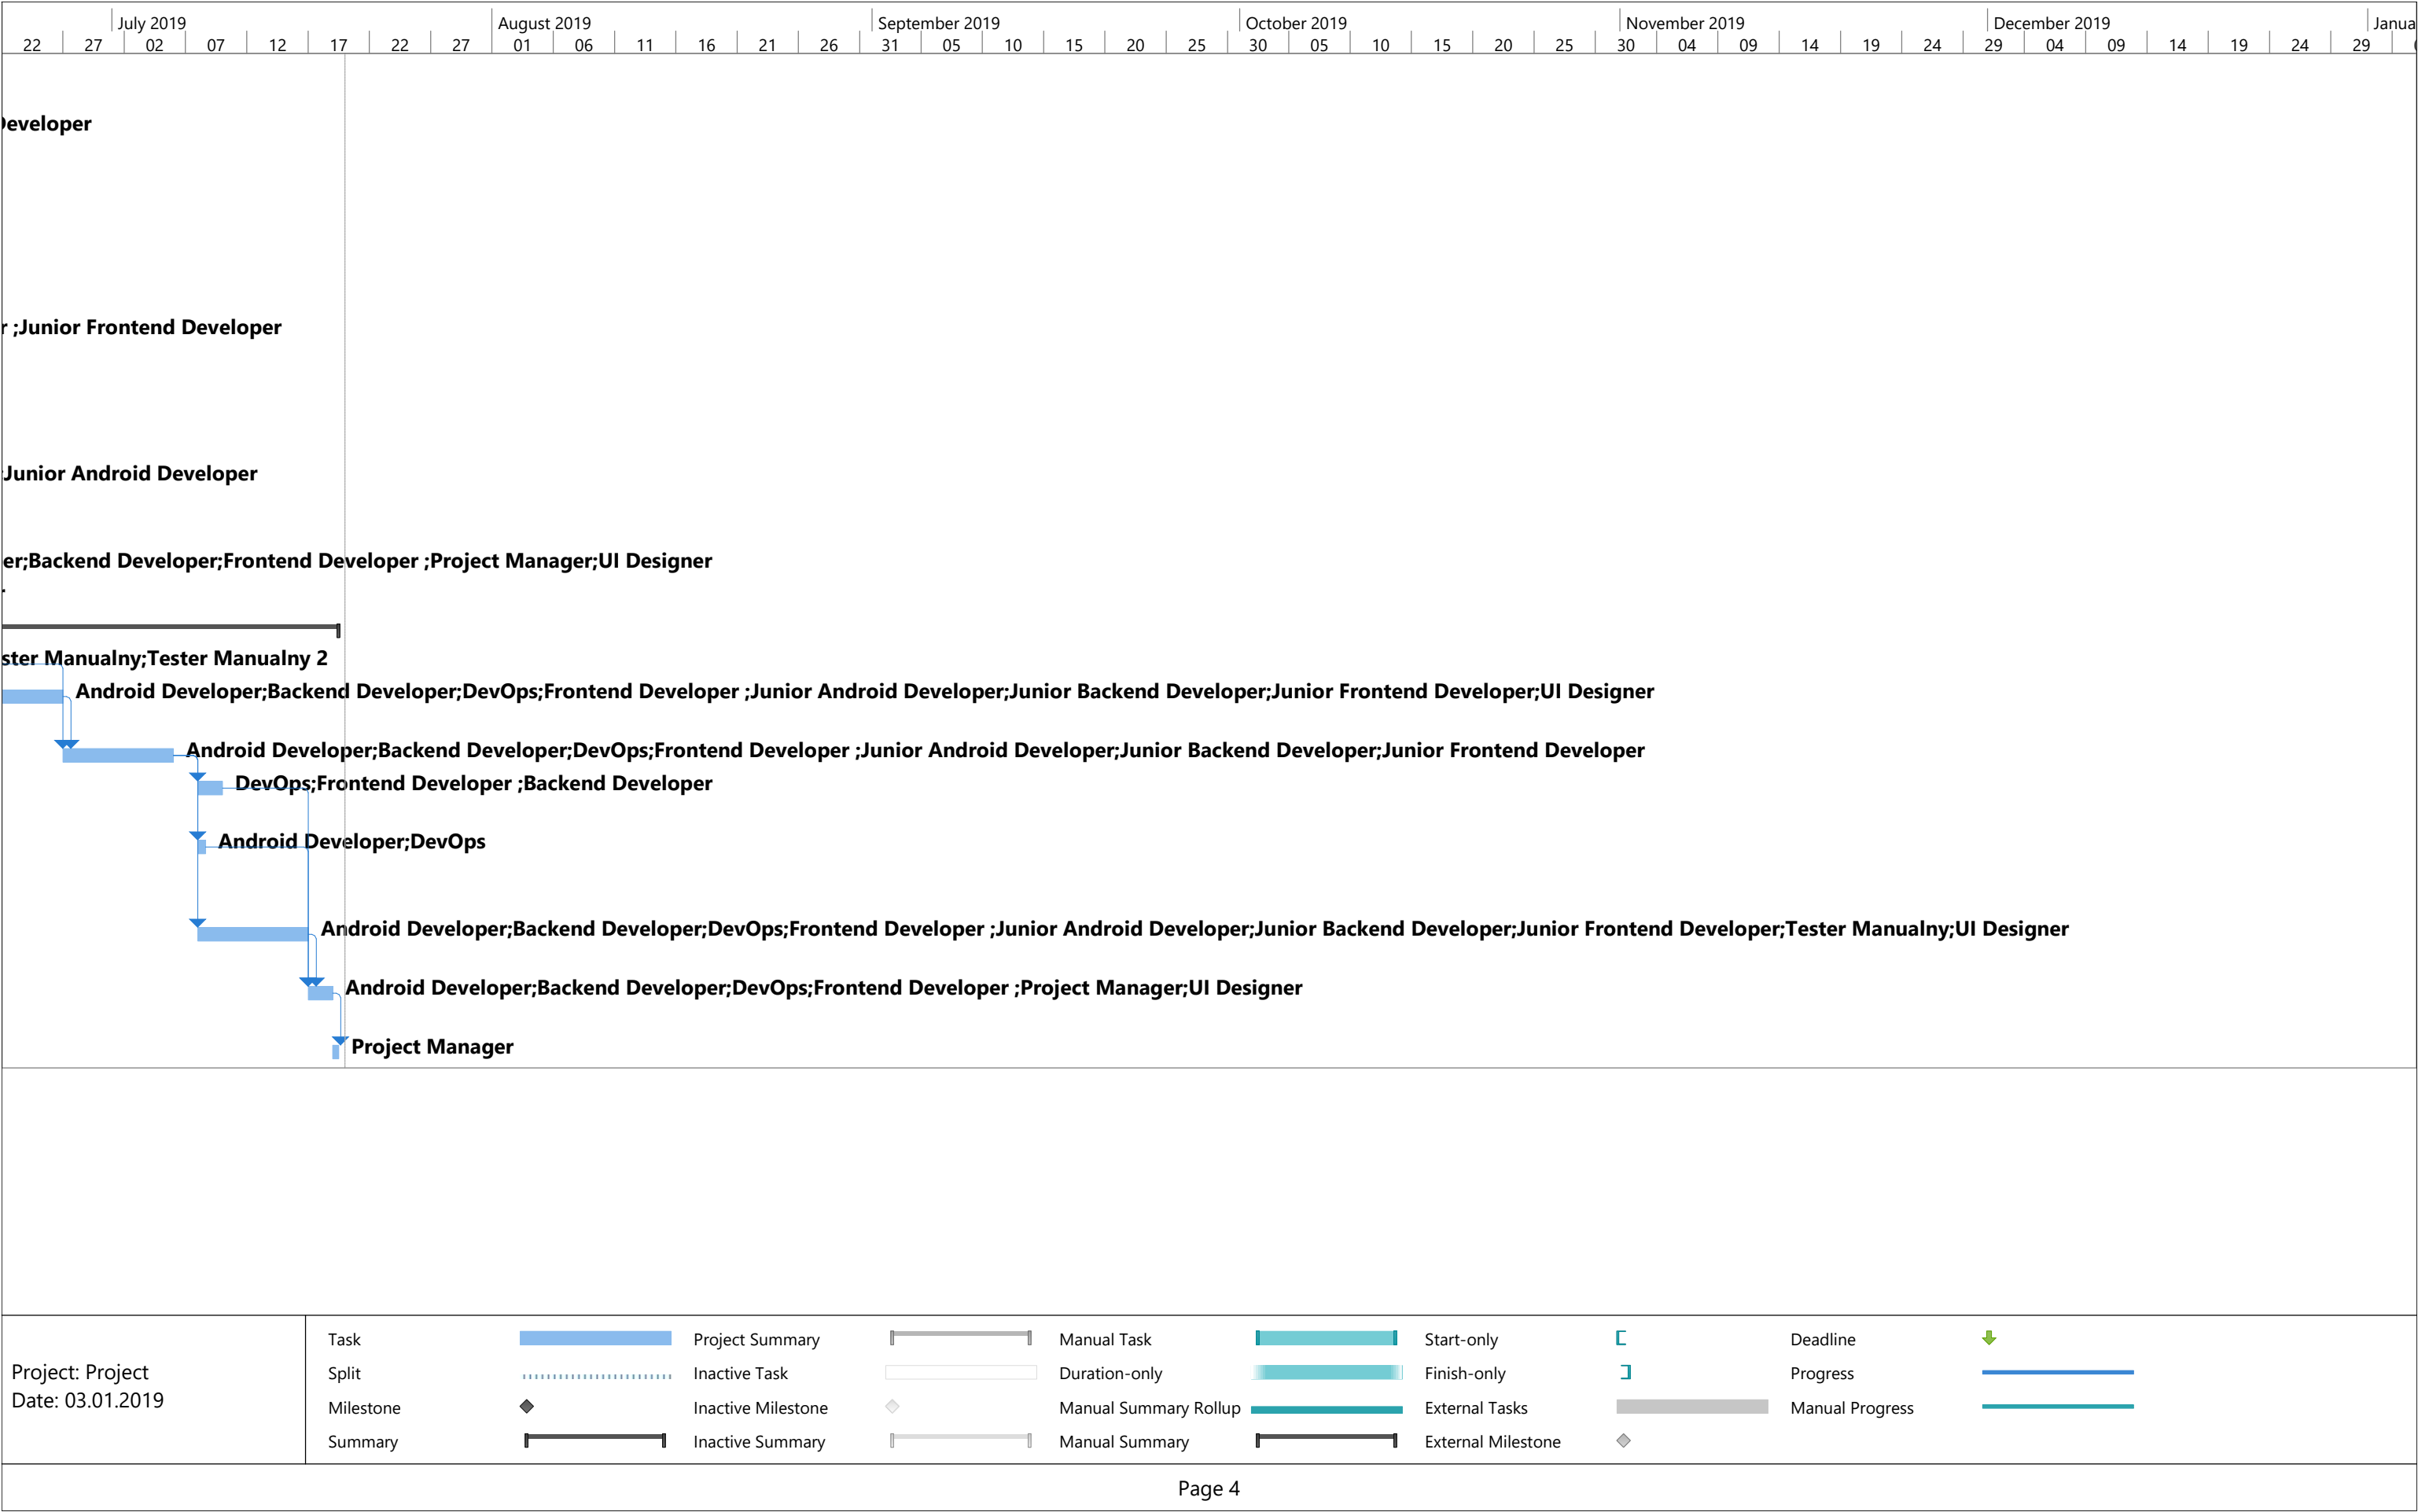 July 2019 August 2019 September 2019 October 2019 November 2019 December 2019 Janua
22 27 02 07 12 17 22 27 01 06 11 16 21 26 31 05 10 15 20 25 30 05 10 15 20 25 30 04 09 14 19 24 29 04 09 14 19 24 29
eveloper
r ;Junior Frontend Developer
;Junior Android Developer
er;Backend Developer;Frontend Developer ;Project Manager;UI Designer
ster Manualny;Tester Manualny 2
Android Developer;Backend Developer;DevOps;Frontend Developer ;Junior Android Developer;Junior Backend Developer;Junior Frontend Developer;UI Designer
Android Developer;Backend Developer;DevOps;Frontend Developer ;Junior Android Developer;Junior Backend Developer;Junior Frontend Developer
DevOps;Frontend Developer ;Backend Developer
Android Developer;DevOps
Android Developer;Backend Developer;DevOps;Frontend Developer ;Junior Android Developer;Junior Backend Developer;Junior Frontend Developer;Tester Manualny;UI Designer
Android Developer;Backend Developer;DevOps;Frontend Developer ;Project Manager;UI Designer
Project Manager
Project: Project
Date: 03.01.2019
Task Project Summary Manual Task Start-only Deadline
Split Inactive Task Duration-only Finish-only Progress
Milestone Inactive Milestone Manual Summary Rollup External Tasks Manual Progress
Summary Inactive Summary Manual Summary External Milestone
Page 4